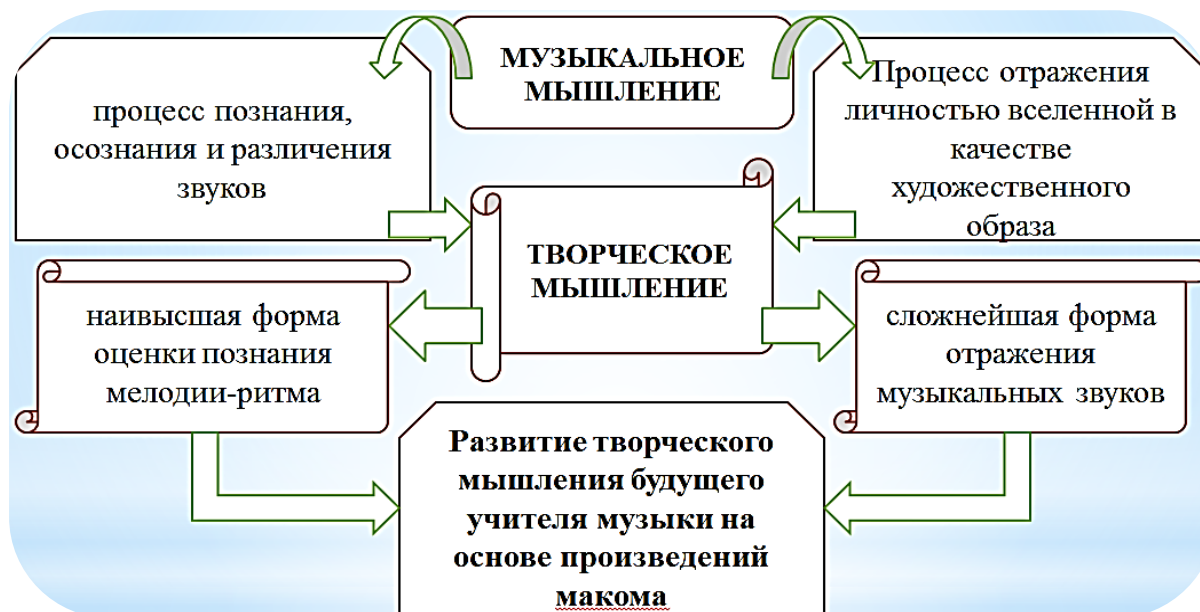 МУЗЫКАЛЬНОЕ
МЫШЛЕНИЕ
процесс познания,
осознания и различения
звуков
Процесс отражения
личностью вселенной в
качестве
художественного
образа
ТВОРЧЕСКОЕ
МЫШЛЕНИЕ
наивысшая форма
оценки познания
мелодии-ритма
сложнейшая форма
отражения
музыкальных звуков
Развитие творческого
мышления будущего
учителя музыки на
основе произведений
макома